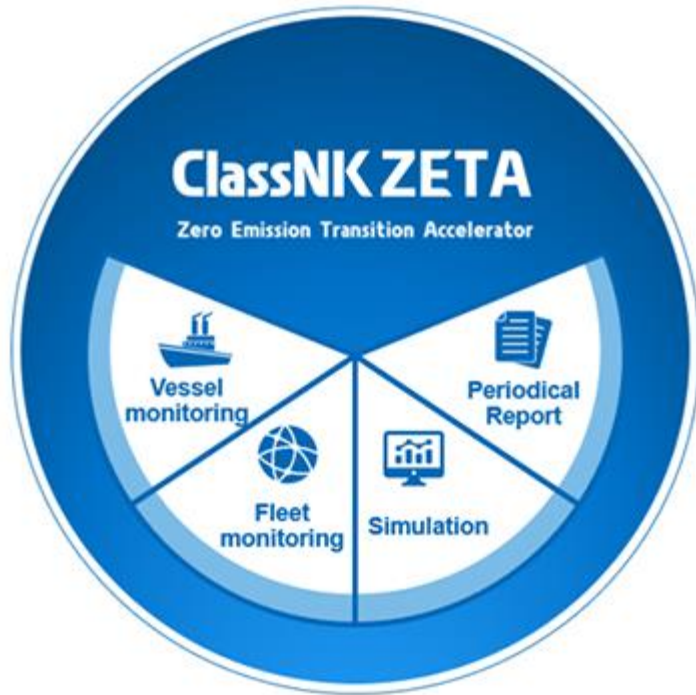 ClassNK ZETA
Zero Emission Transition Accelerator
Vessel
monitoring
Fleet
monitoring
Simulation
Periodical
Report